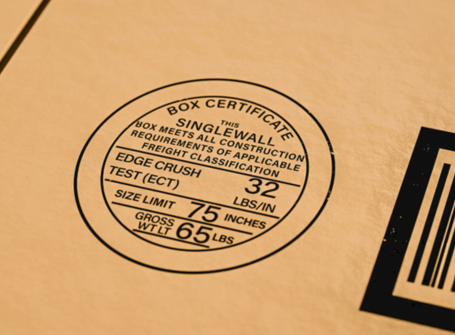 BOX CERTIFICATE
THIS
SINGLEWALL
BOX MEETS ALL CONSTRUCTION
REQUIREMENTS OF APPLICABLE
FREIGHT CLASSIFICATION
EDGE CRUSH
TEST (ECT) 32
LBS/IN
SIZE LIMIT 75 INCHES
GROSS
WT LT 65 LBS